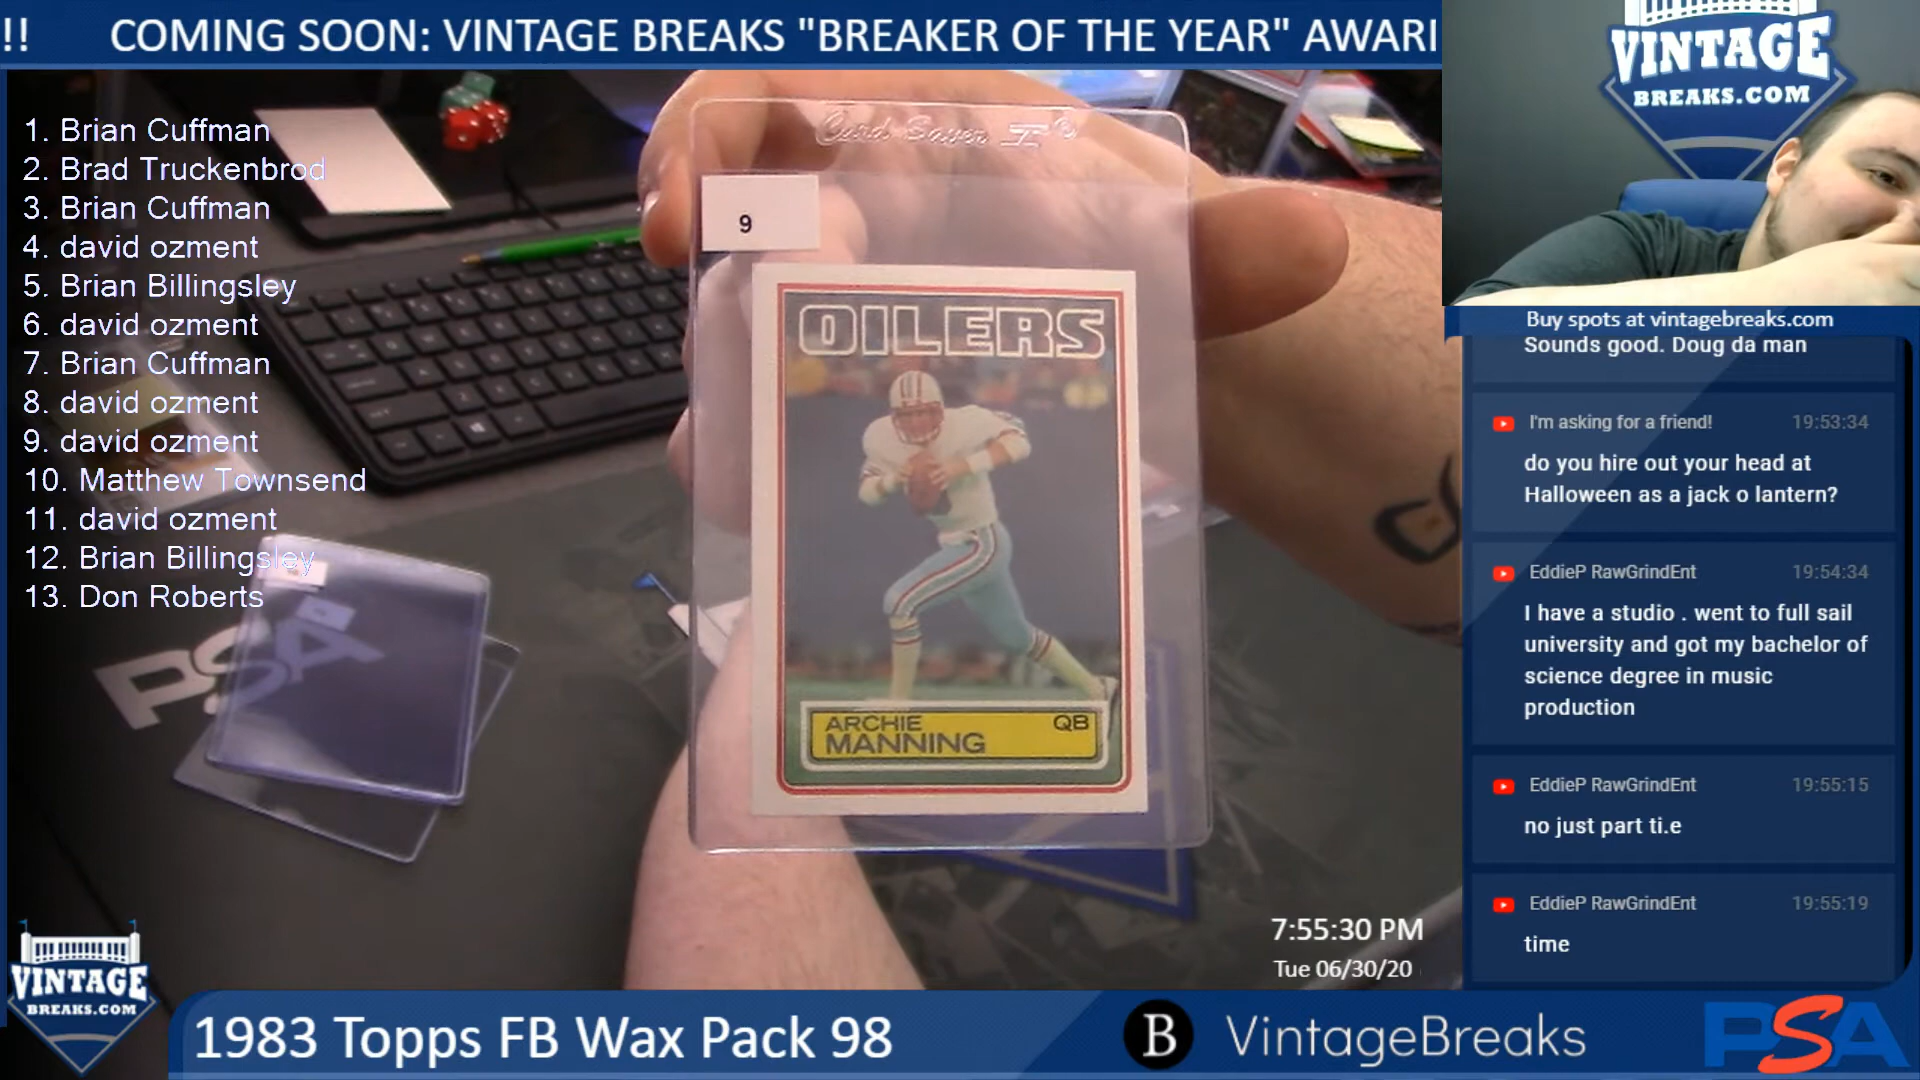 !! COMING SOON: VINTAGE BREAKS "BREAKER OF THE YEAR" AWAR
VINTAGE
BREAKS.COM
1. Brian Cuffman
2. Brad Truckenbrod
3. Brian Cuffman
4. david ozment
5. Brian Billingsley
6. david ozment
7. Brian Cuffman
8. david ozment
9. david ozment
10. Matthew Townsend
11. david ozment
12. Brian Billingsley
13. Don Roberts
PSA
Card Saver I ©
9
OILERS
ARCHIE
MANNING
QB
Buy spots at vintagebreaks.com
Sounds good. Doug da man
I'm asking for a friend! 19:53:34
do you hire out your head at
Halloween as a jack o lantern?
EddieP RawGrindEnt 19:54:34
I have a studio . went to full sail
university and got my bachelor of
science degree in music
production
EddieP RawGrindEnt 19:55:15
no just part ti.e
EddieP RawGrindEnt 19:55:19
time
7:55:30 PM
Tue 06/30/20
VINTAGE
BREAKS.COM
1983 Topps FB Wax Pack 98
B VintageBreaks
PSA